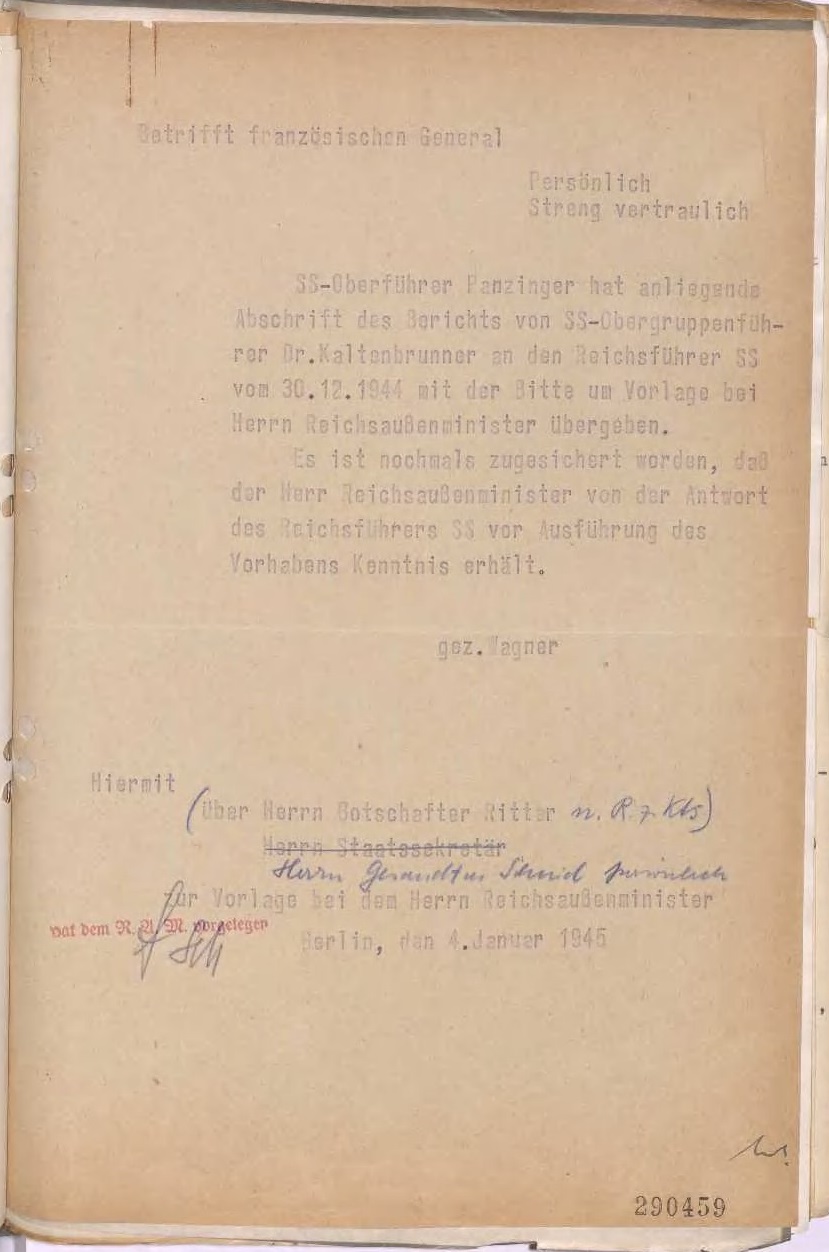 Betrifft französischen General
Persönlich
Streng vertraulich
SS-Oberführer Panzinger hat anliegende
Abschrift des Berichts von SS-Obergruppenfüh-
rer Dr.Kaltenbrunner an den Reichsführer SS
vom 30.12.1944 mit der Bitte um Vorlage bei
Herrn Reichsaußenminister übergeben.
Es ist nochmals zugesichert worden, daß
der Herr Reichsaußenminister von der Antwort
des Reichsführers SS vor Ausführung des
Vorhabens Kenntnis erhält.
gez.Wagner
Hiermit
(über Herrn Botschafter Ritter n. R. z. Kts)
Herrn Staatssekretär
Herrn Gesandten persönlich
für Vorlage bei dem Herrn Reichsaußenminister
hat dem R. A. M. vorgelegen
Berlin, den 4.Januar 1945
290459